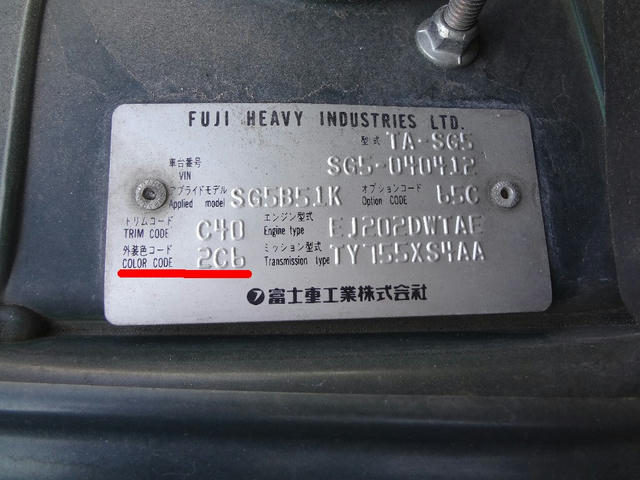 FUJI HEAVY INDUSTRIES LTD.
型式 TA-SG5
車台番号 VIN SG5-040412
アプライドモデル Applied model SG5B51K オプションコード Option code 65C
トリムコード TRIM CODE C40 エンジン型式 Engine type EJ202DWTAE
外装色コード COLOR CODE 2C6 ミッション型式 Transmission type TY755XS4AA
富士重工業株式会社